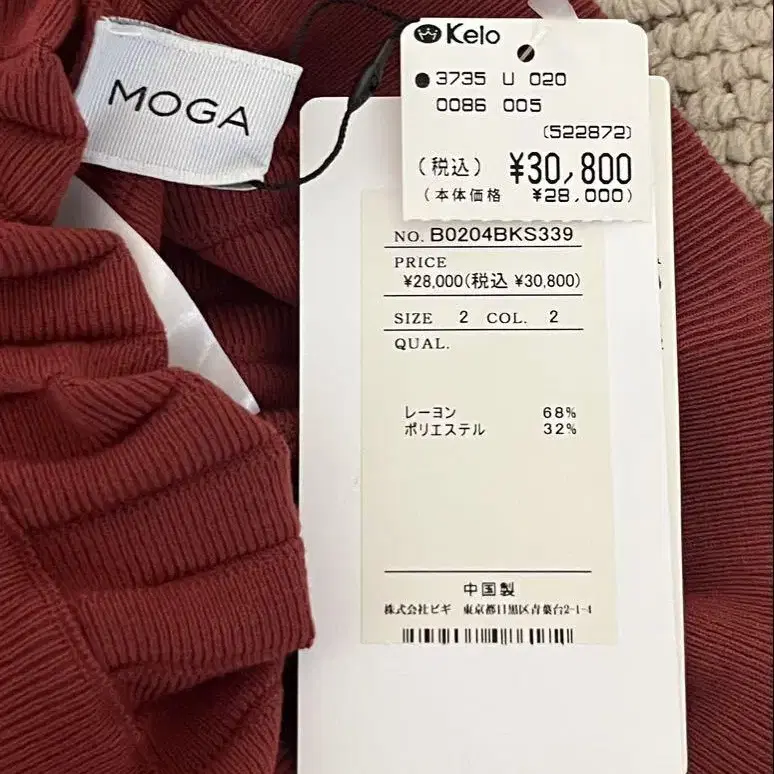 MOGA
Kelo
3735 U 020
0086 005
(522872)
(税込) ¥30,800
(本体価格 ¥28,000)
NO. B0204BKS339
PRICE
¥28,000(税込 ¥30,800)
SIZE 2 COL. 2
QUAL.
レーヨン 68%
ポリエステル 32%
中国製
株式会社ビギ 東京都目黒区青葉台2-1-4